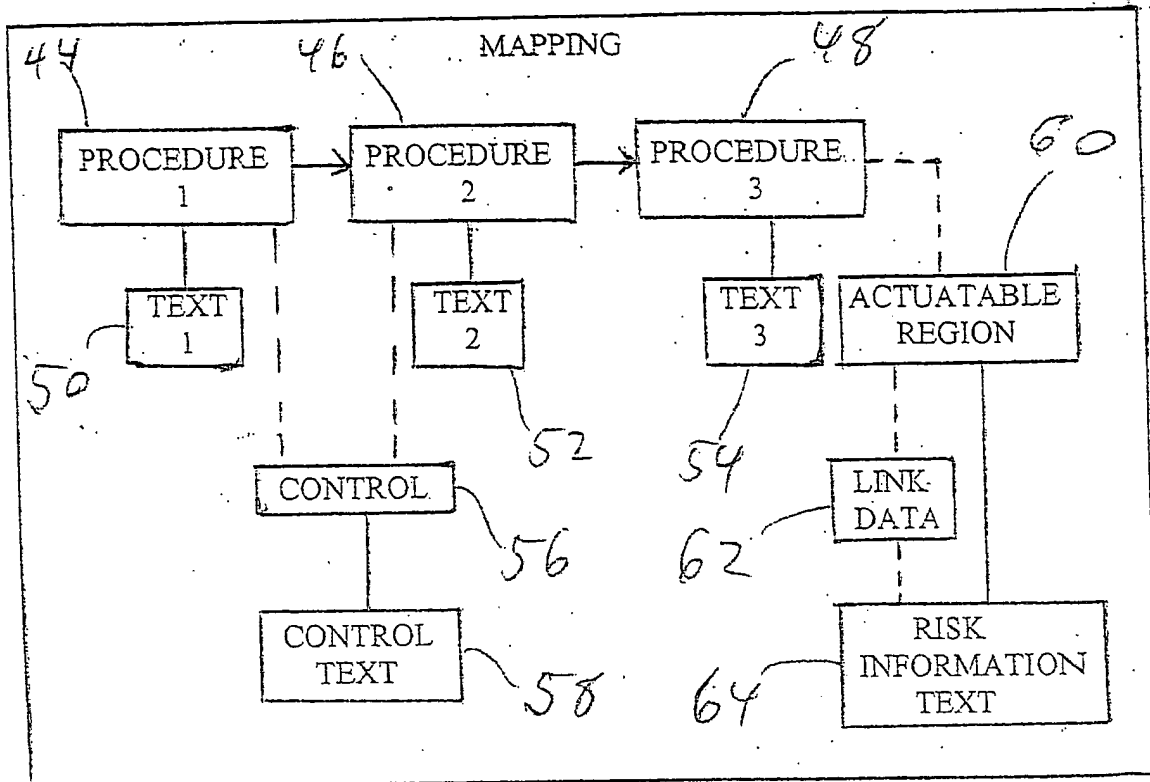 MAPPING
44
46
48
PROCEDURE
1
PROCEDURE
2
PROCEDURE
3
60
TEXT
1
TEXT
2
TEXT
3
ACTUATABLE
REGION
50
52
54
CONTROL
56
LINK
DATA
62
CONTROL
TEXT
58
RISK
INFORMATION
TEXT
64